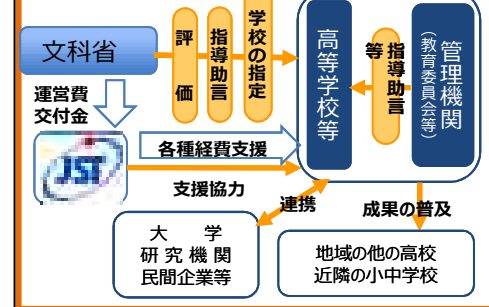 文科省
評価
指導助言
学校の指定
高等学校等
指導助言等
管理機関
(教育委員会等)
運営費
交付金
JST
各種経費支援
支援協力
連携
成果の普及
大 学
研究機関
民間企業等
地域の他の高校
近隣の小中学校